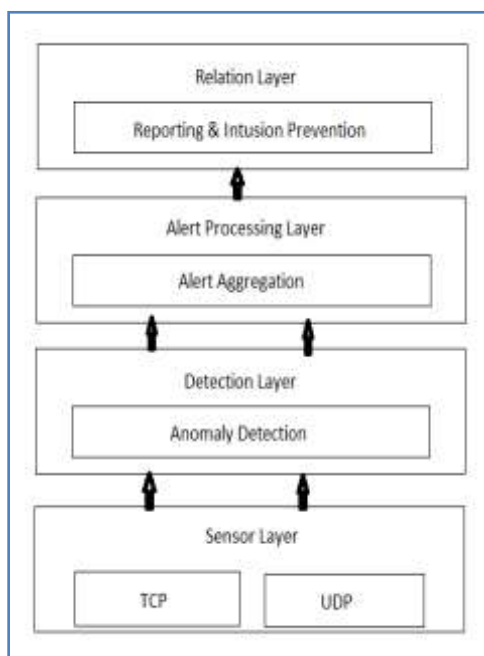 Relation Layer
Reporting & Intusion Prevention
Alert Processing Layer
Alert Aggregation
Detection Layer
Anomaly Detection
Sensor Layer
TCP
UDP